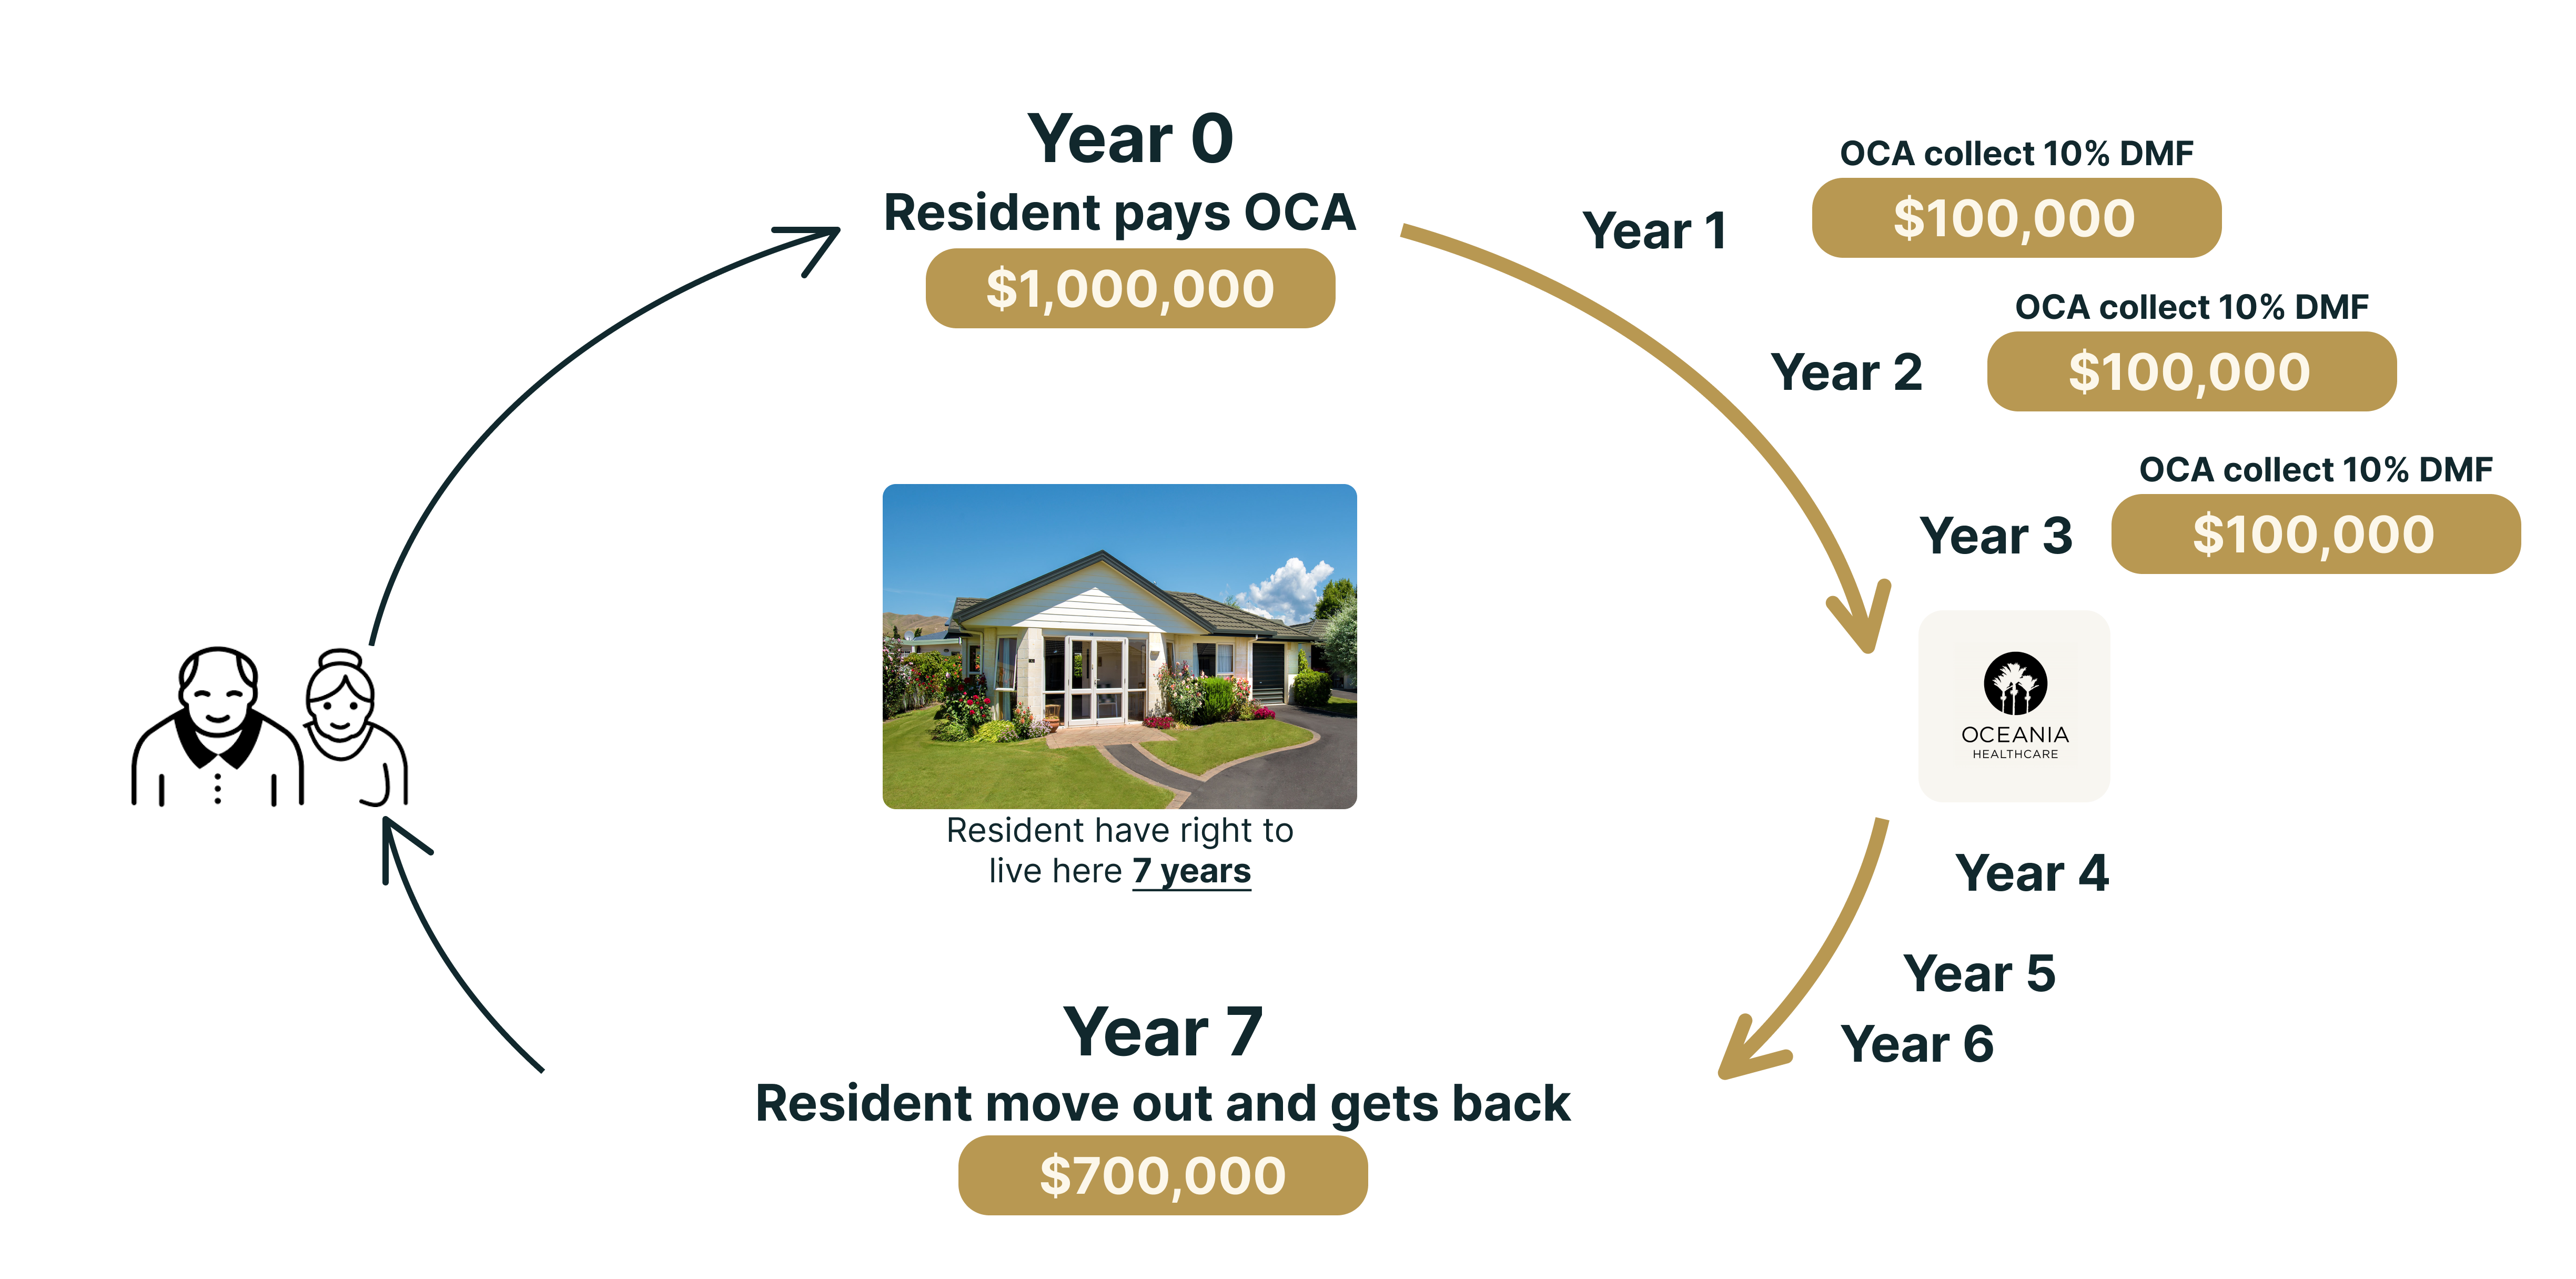 Year 0
Resident pays OCA
$1,000,000
Year 1
OCA collect 10% DMF
$100,000
Year 2
OCA collect 10% DMF
$100,000
Year 3
OCA collect 10% DMF
$100,000
OCEANIA
HEALTHCARE
Resident have right to
live here 7 years
Year 4
Year 5
Year 6
Year 7
Resident move out and gets back
$700,000